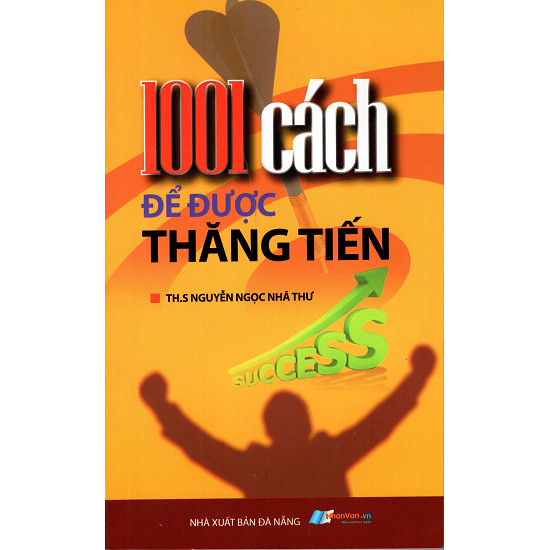 1001 cách
ĐỂ ĐƯỢC
THĂNG TIẾN
TH.S NGUYỄN NGỌC NHÃ THƯ
SUCCESS
NHÀ XUẤT BẢN ĐÀ NẴNG
NhanVan.vn